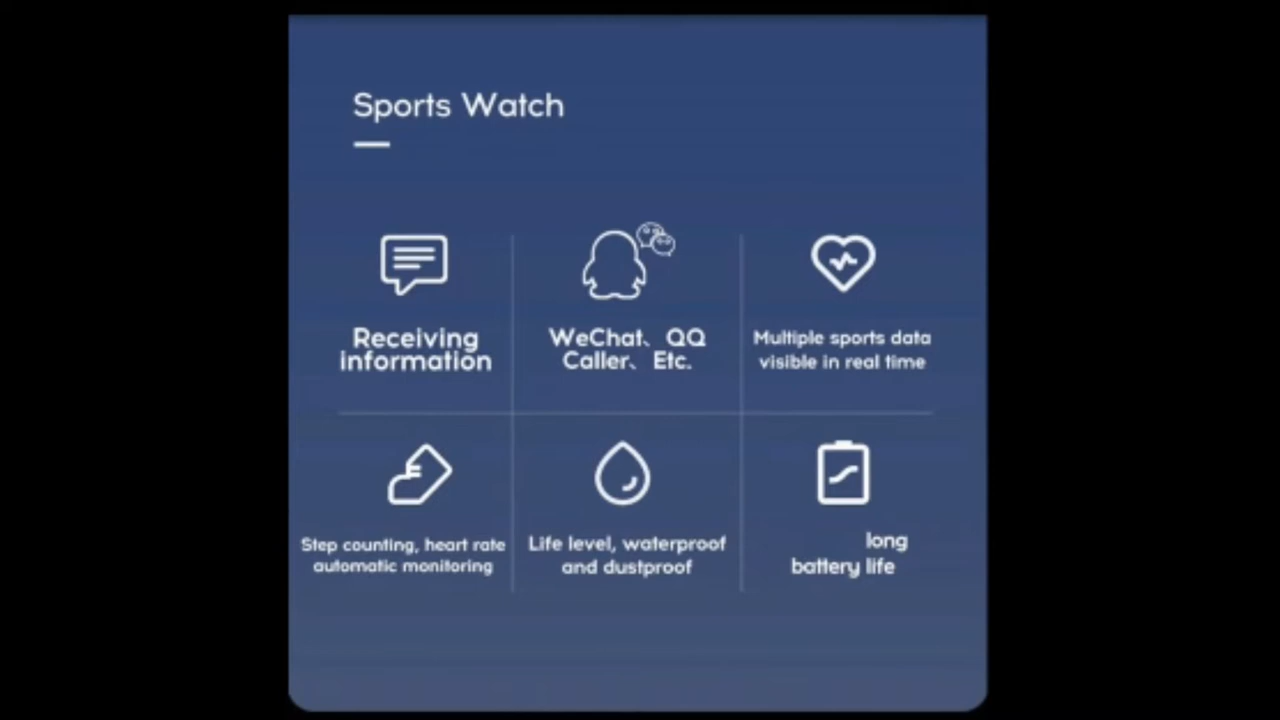 Sports Watch
Receiving
information
WeChat、QQ
Caller、Etc.
Multiple sports data
visible in real time
Step counting, heart rate
automatic monitoring
Life level, waterproof
and dustproof
long
battery life